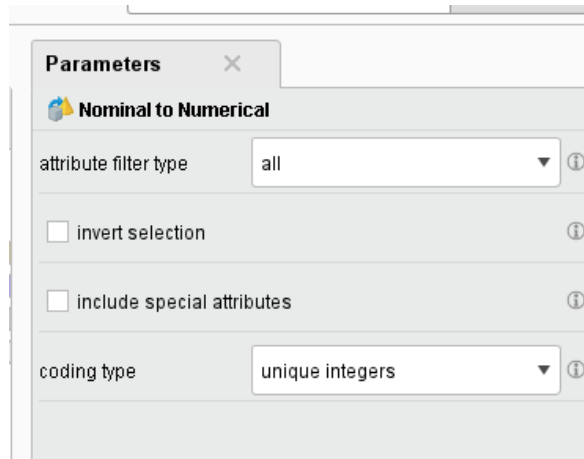 Parameters
Nominal to Numerical
attribute filter type all
invert selection
include special attributes
coding type unique integers